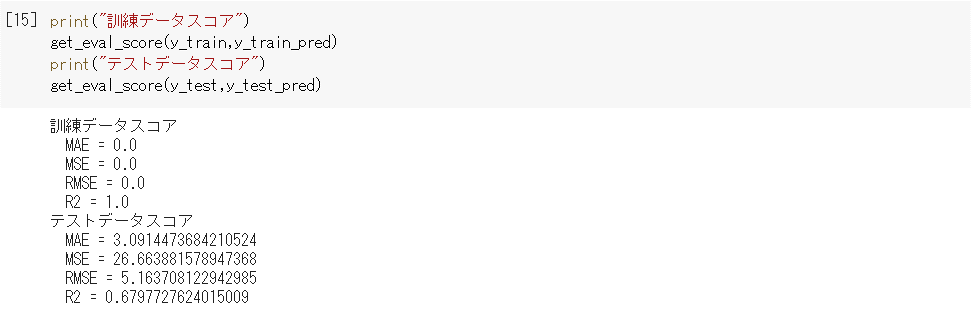 [15] print("訓練データスコア")
get_eval_score(y_train,y_train_pred)
print("テストデータスコア")
get_eval_score(y_test,y_test_pred)
訓練データスコア
MAE = 0.0
MSE = 0.0
RMSE = 0.0
R2 = 1.0
テストデータスコア
MAE = 3.0914473684210524
MSE = 26.663881578947368
RMSE = 5.163708122942985
R2 = 0.6797727624015009